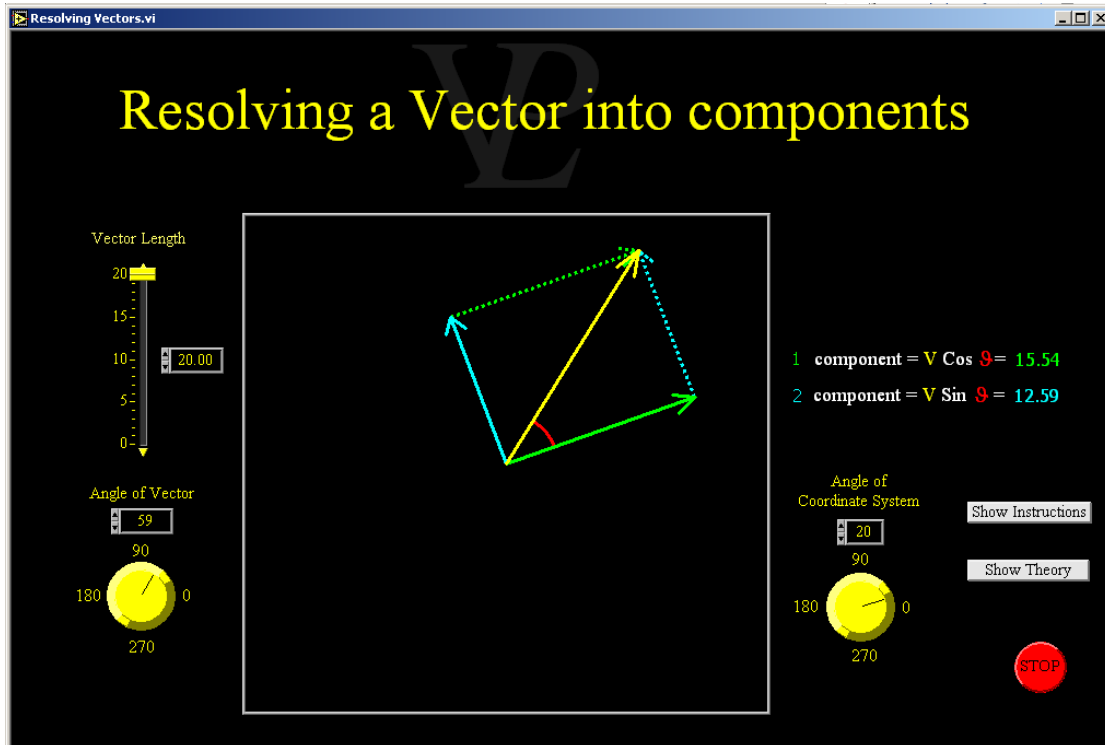 Resolving Vectors.vi
VPL
Resolving a Vector into components
Vector Length
20
15
10
5
0
20.00
1 component = V Cos ϑ = 15.54
2 component = V Sin ϑ = 12.59
Angle of Vector
59
90
180
0
270
Angle of
Coordinate System
20
90
180
0
270
Show Instructions
Show Theory
STOP